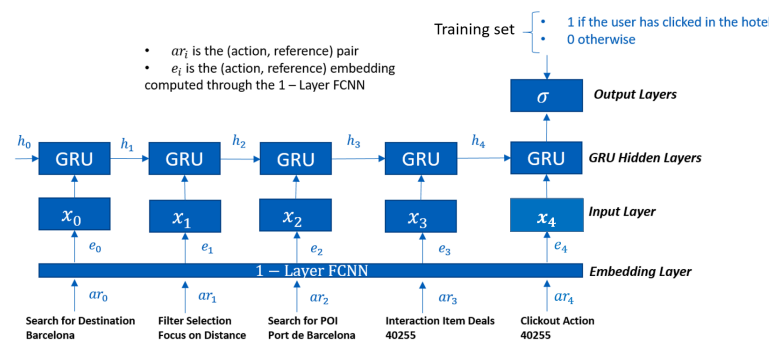 Training set
• 1 if the user has clicked in the hotel
• 0 otherwise
• ar_i is the (action, reference) pair
• e_i is the (action, reference) embedding
computed through the 1 – Layer FCNN
σ
Output Layers
h_0
h_1
h_2
h_3
h_4
GRU
GRU
GRU
GRU
GRU
GRU Hidden Layers
x_0
x_1
x_2
x_3
x_4
Input Layer
e_0
e_1
e_2
e_3
e_4
1 – Layer FCNN
Embedding Layer
ar_0
ar_1
ar_2
ar_3
ar_4
Search for Destination
Barcelona
Filter Selection
Focus on Distance
Search for POI
Port de Barcelona
Interaction Item Deals
40255
Clickout Action
40255